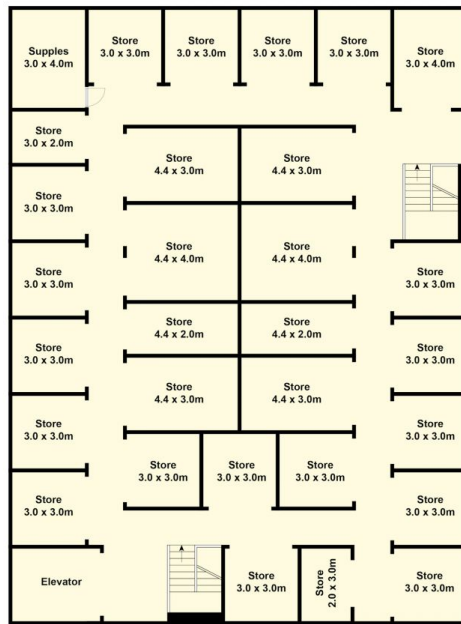 Supples
3.0 x 4.0m
Store
3.0 x 3.0m
Store
3.0 x 3.0m
Store
3.0 x 3.0m
Store
3.0 x 3.0m
Store
3.0 x 4.0m
Store
3.0 x 2.0m
Store
4.4 x 3.0m
Store
4.4 x 3.0m
Store
3.0 x 3.0m
Store
4.4 x 4.0m
Store
4.4 x 4.0m
Store
3.0 x 3.0m
Store
3.0 x 3.0m
Store
4.4 x 2.0m
Store
4.4 x 2.0m
Store
3.0 x 3.0m
Store
3.0 x 3.0m
Store
4.4 x 3.0m
Store
4.4 x 3.0m
Store
3.0 x 3.0m
Store
3.0 x 3.0m
Store
3.0 x 3.0m
Store
3.0 x 3.0m
Store
3.0 x 3.0m
Store
3.0 x 3.0m
Store
3.0 x 3.0m
Elevator
Store
3.0 x 3.0m
Store
2.0 x 3.0m
Store
3.0 x 3.0m